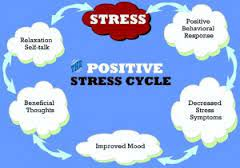 STRESS
Positive
Behavioral
Response
Relaxation
Self-talk
THE POSITIVE
STRESS CYCLE
Beneficial
Thoughts
Decreased
Stress
Symptoms
Improved Mood